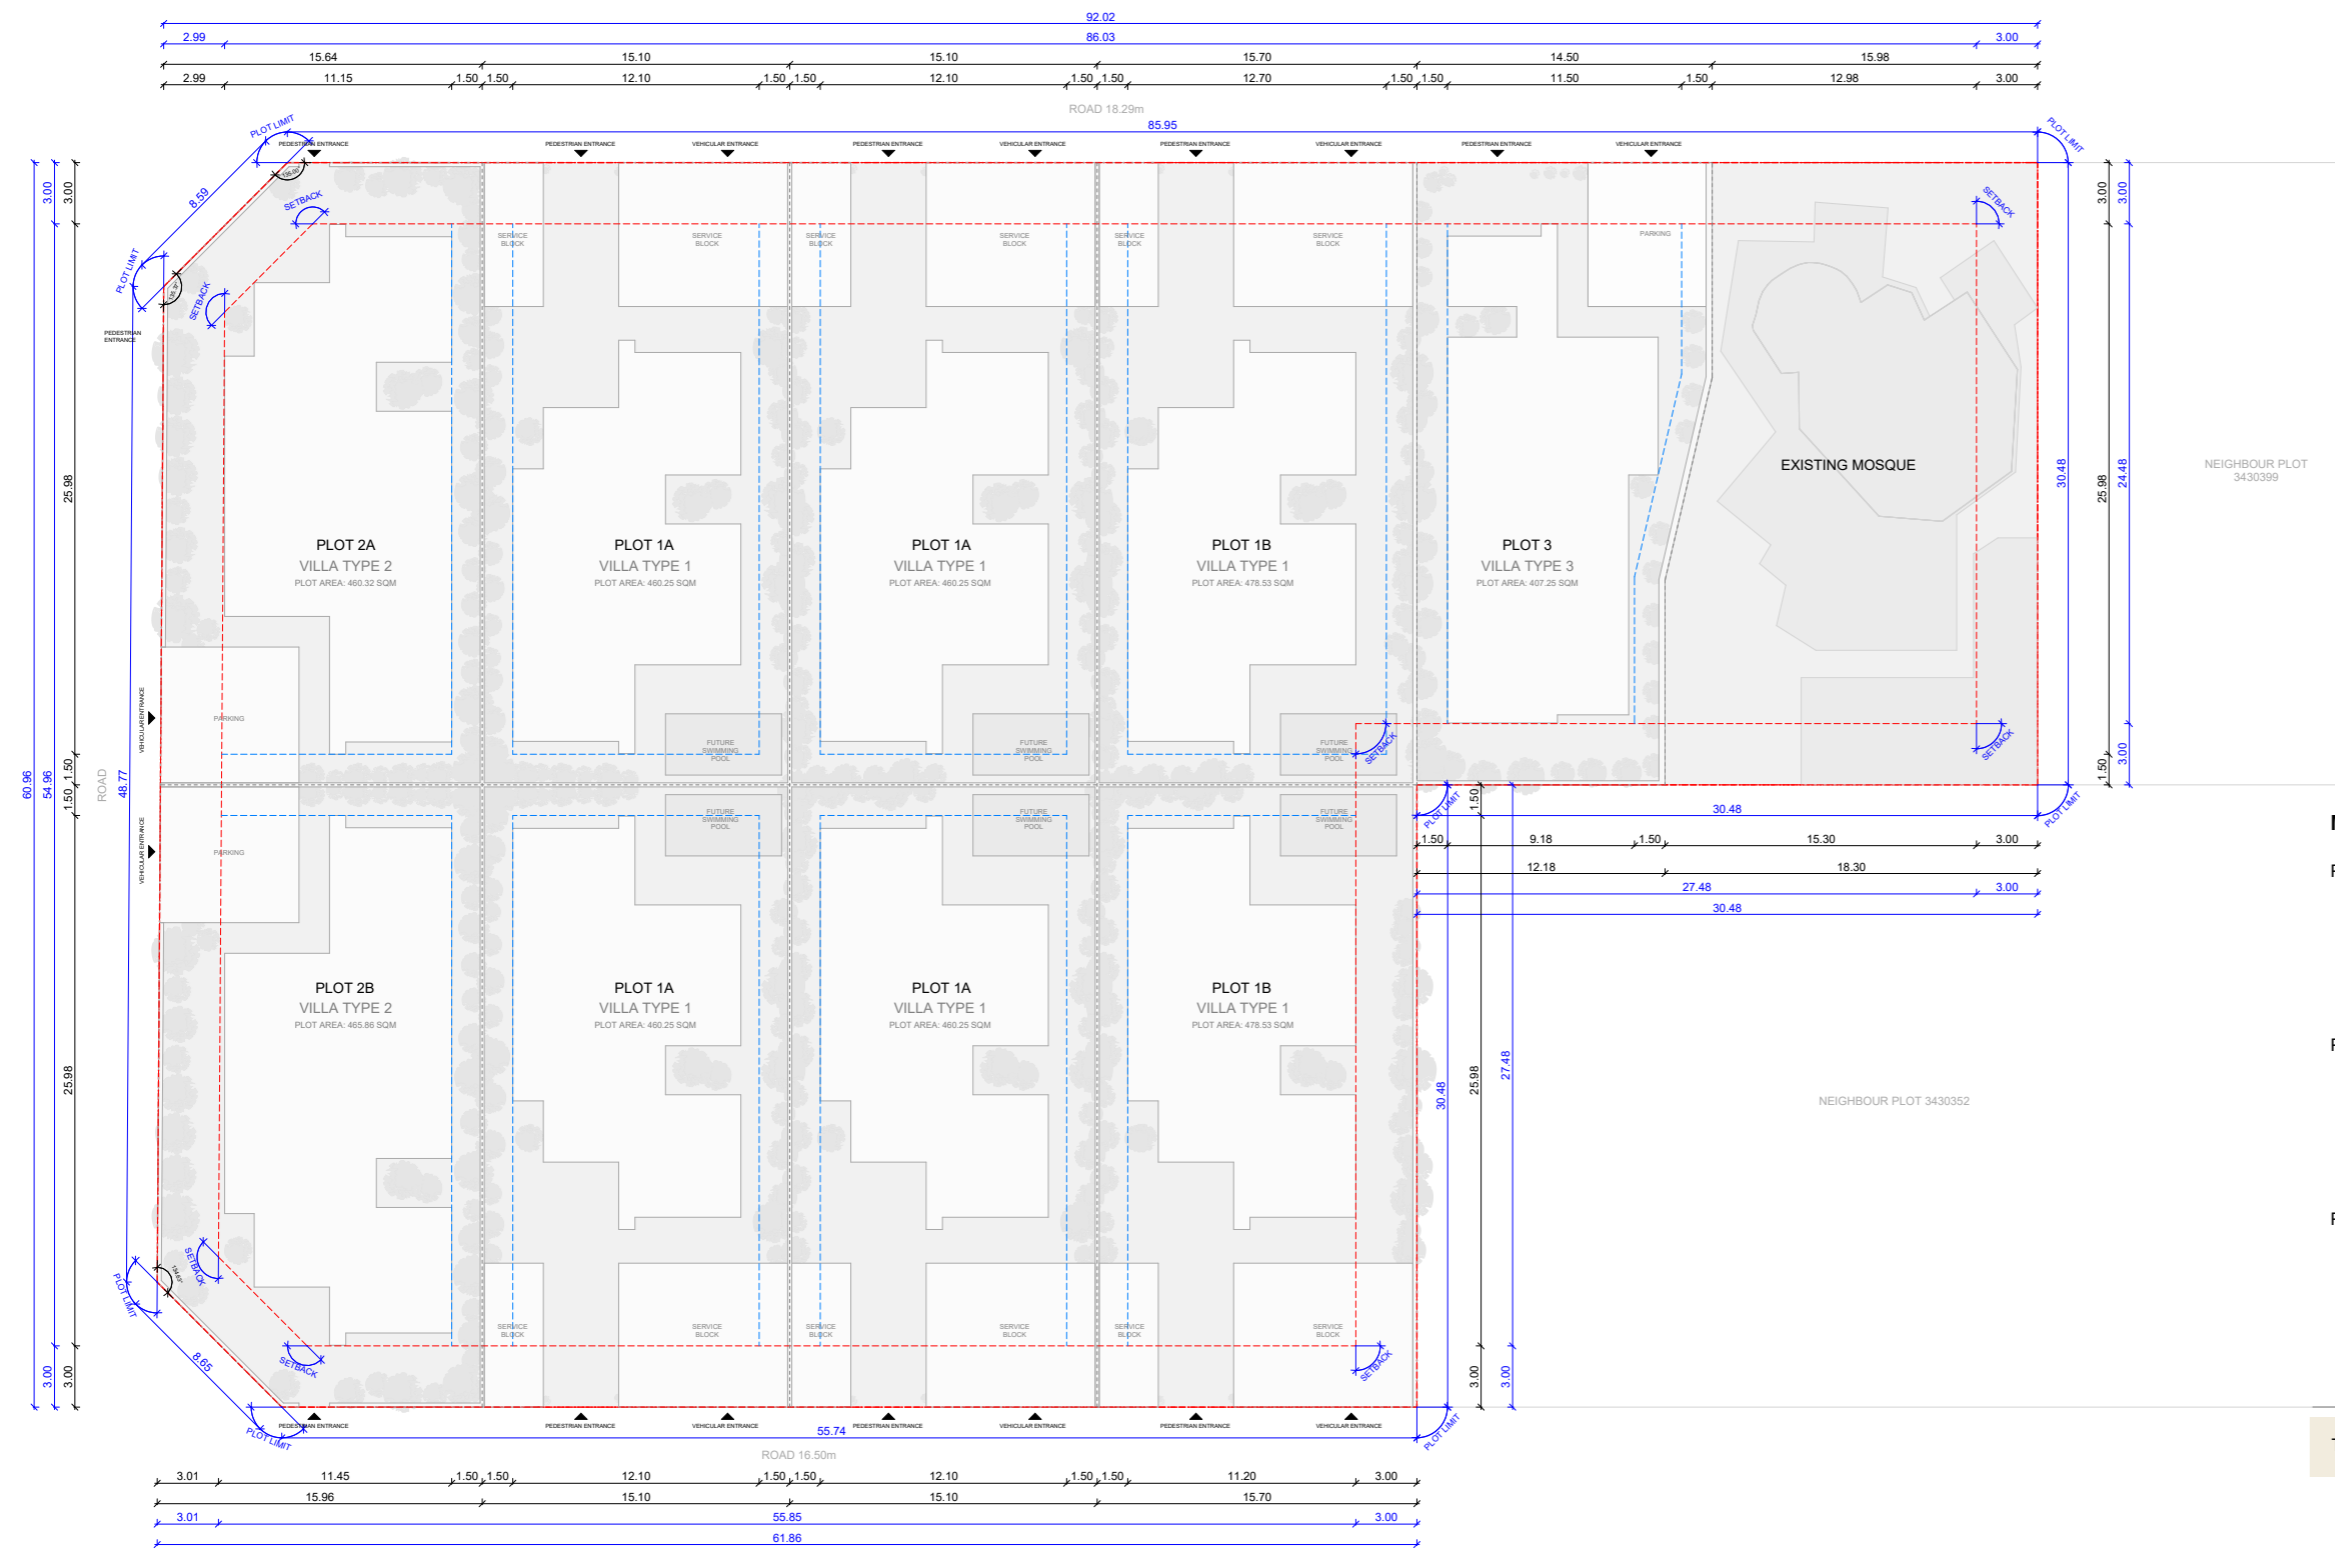 92.02
2.99 86.03 3.00
15.64 15.10 15.10 15.70 14.50 15.98
2.99 11.15 1.50 1.50 12.10 1.50 1.50 12.10 1.50 1.50 12.70 1.50 1.50 11.50 1.50 12.98 3.00
ROAD 18.29m
85.95
PLOT LIMIT
PLOT LIMIT
PEDESTRIAN ENTRANCE
PEDESTRIAN ENTRANCE
VEHICULAR ENTRANCE
PEDESTRIAN ENTRANCE
VEHICULAR ENTRANCE
PEDESTRIAN ENTRANCE
VEHICULAR ENTRANCE
PEDESTRIAN ENTRANCE
VEHICULAR ENTRANCE
8.59
3.00
3.00
SETBACK
SETBACK
3.00
3.00
SERVICE
BLOCK
SERVICE
BLOCK
SERVICE
BLOCK
SERVICE
BLOCK
SERVICE
BLOCK
SERVICE
BLOCK
PARKING
PLOT LIMIT
SETBACK
PEDESTRIAN
ENTRANCE
EXISTING MOSQUE
NEIGHBOUR PLOT
3430399
25.98
30.48
25.98
24.48
PLOT 2A
VILLA TYPE 2
PLOT AREA: 460.32 SQM
PLOT 1A
VILLA TYPE 1
PLOT AREA: 460.25 SQM
PLOT 1A
VILLA TYPE 1
PLOT AREA: 460.25 SQM
PLOT 1B
VILLA TYPE 1
PLOT AREA: 478.53 SQM
PLOT 3
VILLA TYPE 3
PLOT AREA: 407.25 SQM
VEHICULAR ENTRANCE
PARKING
FUTURE
SWIMMING
POOL
FUTURE
SWIMMING
POOL
FUTURE
SWIMMING
POOL
SETBACK
SETBACK
3.00
1.50
60.96
54.96
1.50
1.50
ROAD
48.77
FUTURE
SWIMMING
POOL
FUTURE
SWIMMING
POOL
FUTURE
SWIMMING
POOL
PLOT LIMIT
1.50
30.48
PLOT LIMIT
VEHICULAR ENTRANCE
PARKING
1.50 9.18 1.50 15.30 3.00
12.18 18.30
27.48 3.00
30.48
PLOT 2B
VILLA TYPE 2
PLOT AREA: 465.86 SQM
PLOT 1A
VILLA TYPE 1
PLOT AREA: 460.25 SQM
PLOT 1A
VILLA TYPE 1
PLOT AREA: 460.25 SQM
PLOT 1B
VILLA TYPE 1
PLOT AREA: 478.53 SQM
25.98
30.48
25.98
27.48
NEIGHBOUR PLOT 3430352
SETBACK
134.63°
PLOT LIMIT
SERVICE
BLOCK
SERVICE
BLOCK
SERVICE
BLOCK
SERVICE
BLOCK
SERVICE
BLOCK
SERVICE
BLOCK
8.65
SETBACK
SETBACK
3.00
3.00
3.00
3.00
PLOT LIMIT
PEDESTRIAN ENTRANCE
PEDESTRIAN ENTRANCE
VEHICULAR ENTRANCE
PEDESTRIAN ENTRANCE
VEHICULAR ENTRANCE
PEDESTRIAN ENTRANCE
VEHICULAR ENTRANCE
PLOT LIMIT
55.74
ROAD 16.50m
3.01 11.45 1.50 1.50 12.10 1.50 1.50 12.10 1.50 1.50 11.20 3.00
15.96 15.10 15.10 15.70
3.01 55.85 3.00
61.86